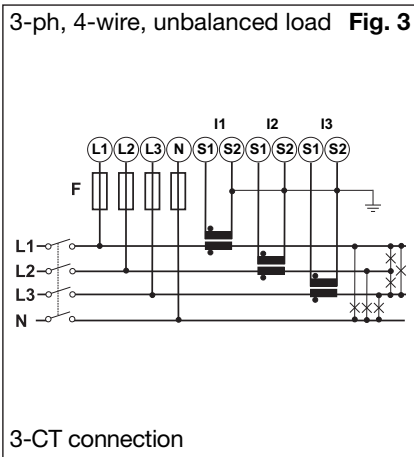 3-ph, 4-wire, unbalanced load Fig. 3
I1 I2 I3
L1 L2 L3 N S1 S2 S1 S2 S1 S2
F
L1
L2
L3
N
3-CT connection